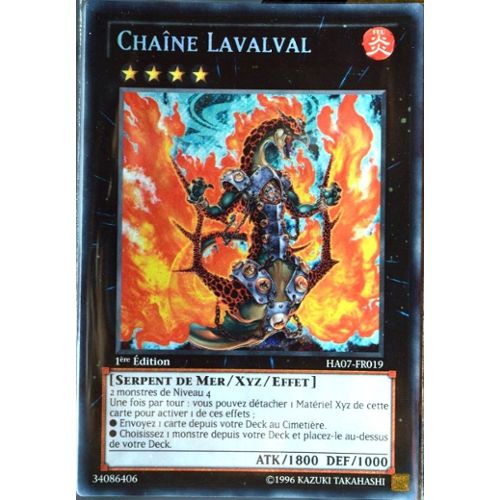 CHAÎNE LAVALVAL
FEU
炎
1ère Édition
HA07-FR019
[SERPENT DE MER/XYZ/EFFET]
2 monstres de Niveau 4
Une fois par tour : vous pouvez détacher 1 Matériel Xyz de cette
carte pour activer 1 de ces effets ;
● Envoyez 1 carte depuis votre Deck au Cimetière.
● Choisissez 1 monstre depuis votre Deck et placez-le au-dessus
de votre Deck.
ATK/1800 DEF/1000
34086406
©1996 KAZUKI TAKAHASHI